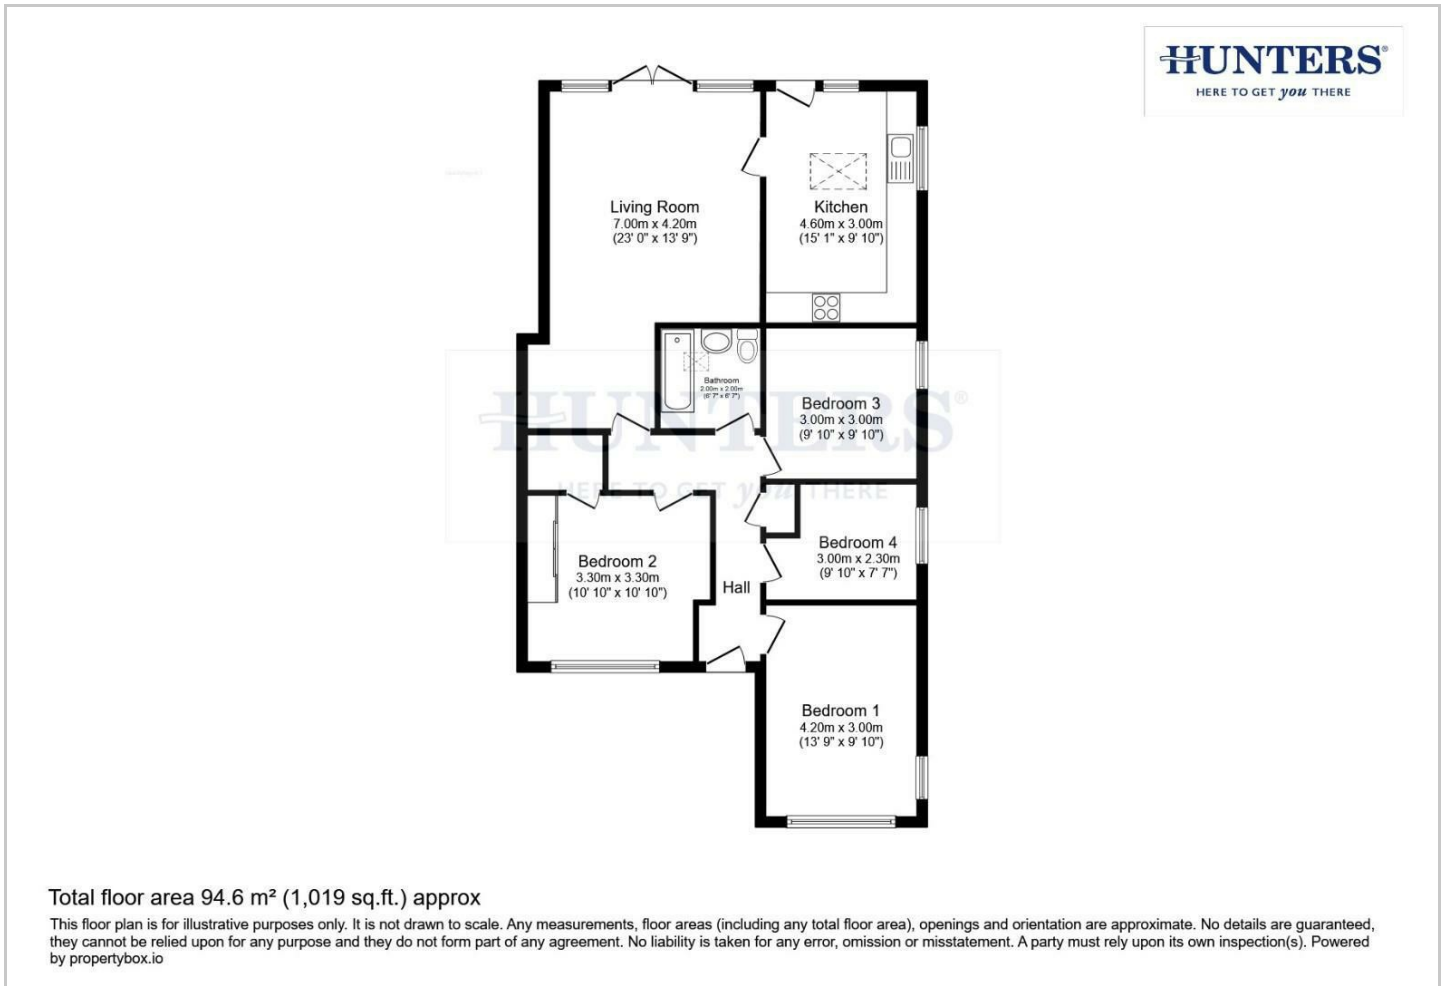 HUNTERS®
HERE TO GET you THERE
Living Room
7.00m x 4.20m
(23' 0" x 13' 9")
Kitchen
4.60m x 3.00m
(15' 1" x 9' 10")
Bathroom
2.00m x 2.00m
(6' 7" x 6' 7")
Bedroom 3
3.00m x 3.00m
(9' 10" x 9' 10")
HUNTERS®
HERE TO GET you THERE
Bedroom 4
3.00m x 2.30m
(9' 10" x 7' 7")
Bedroom 2
3.30m x 3.30m
(10' 10" x 10' 10")
Hall
Bedroom 1
4.20m x 3.00m
(13' 9" x 9' 10")
Total floor area 94.6 m² (1,019 sq.ft.) approx
This floor plan is for illustrative purposes only. It is not drawn to scale. Any measurements, floor areas (including any total floor area), openings and orientation are approximate. No details are guaranteed,
they cannot be relied upon for any purpose and they do not form part of any agreement. No liability is taken for any error, omission or misstatement. A party must rely upon its own inspection(s). Powered
by propertybox.io